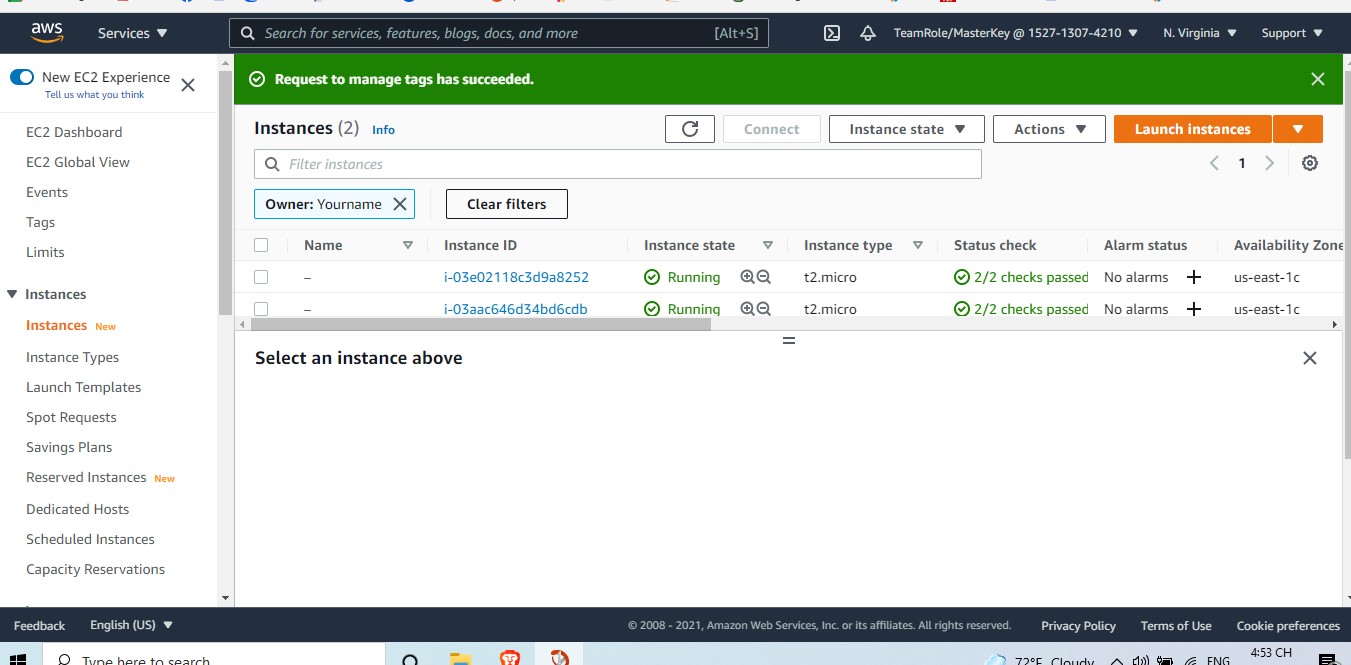 aws
Services
Search for services, features, blogs, docs, and more
[Alt+S]
TeamRole/MasterKey @ 1527-1307-4210
N. Virginia
Support
New EC2 Experience
Tell us what you think
EC2 Dashboard
EC2 Global View
Events
Tags
Limits
Instances
Instances New
Instance Types
Launch Templates
Spot Requests
Savings Plans
Reserved Instances New
Dedicated Hosts
Scheduled Instances
Capacity Reservations
Request to manage tags has succeeded.
Instances (2) Info
Connect
Instance state
Actions
Launch instances
Filter instances
1
Owner: Yourname
Clear filters
Name Instance ID Instance state Instance type Status check Alarm status Availability Zone
– i-03e02118c3d9a8252 Running t2.micro 2/2 checks passed No alarms + us-east-1c
– i-03aac646d34bd6cdb Running t2.micro 2/2 checks passed No alarms + us-east-1c
Select an instance above
Feedback English (US) © 2008 - 2021, Amazon Web Services, Inc. or its affiliates. All rights reserved. Privacy Policy Terms of Use Cookie preferences
Type here to search
72°F Cloudy
ENG
4:53 CH